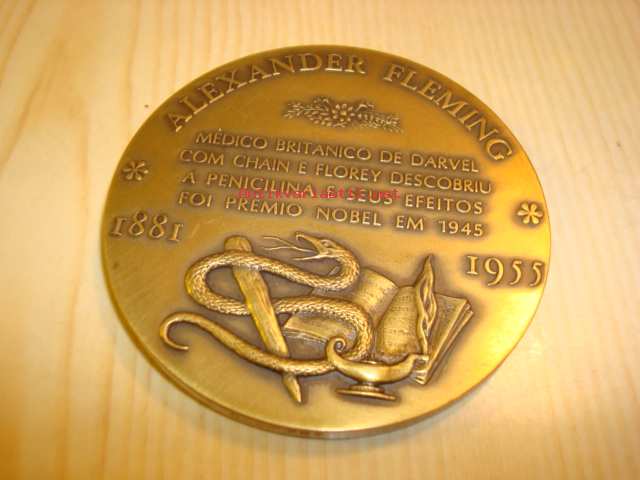 ALEXANDER FLEMING
MÉDICO BRITANICO DE DARVEL
COM CHAIN E FLOREY DESCOBRIU
A PENICILINA E SEUS EFEITOS
FOI PRÉMIO NOBEL EM 1945
1881
1955